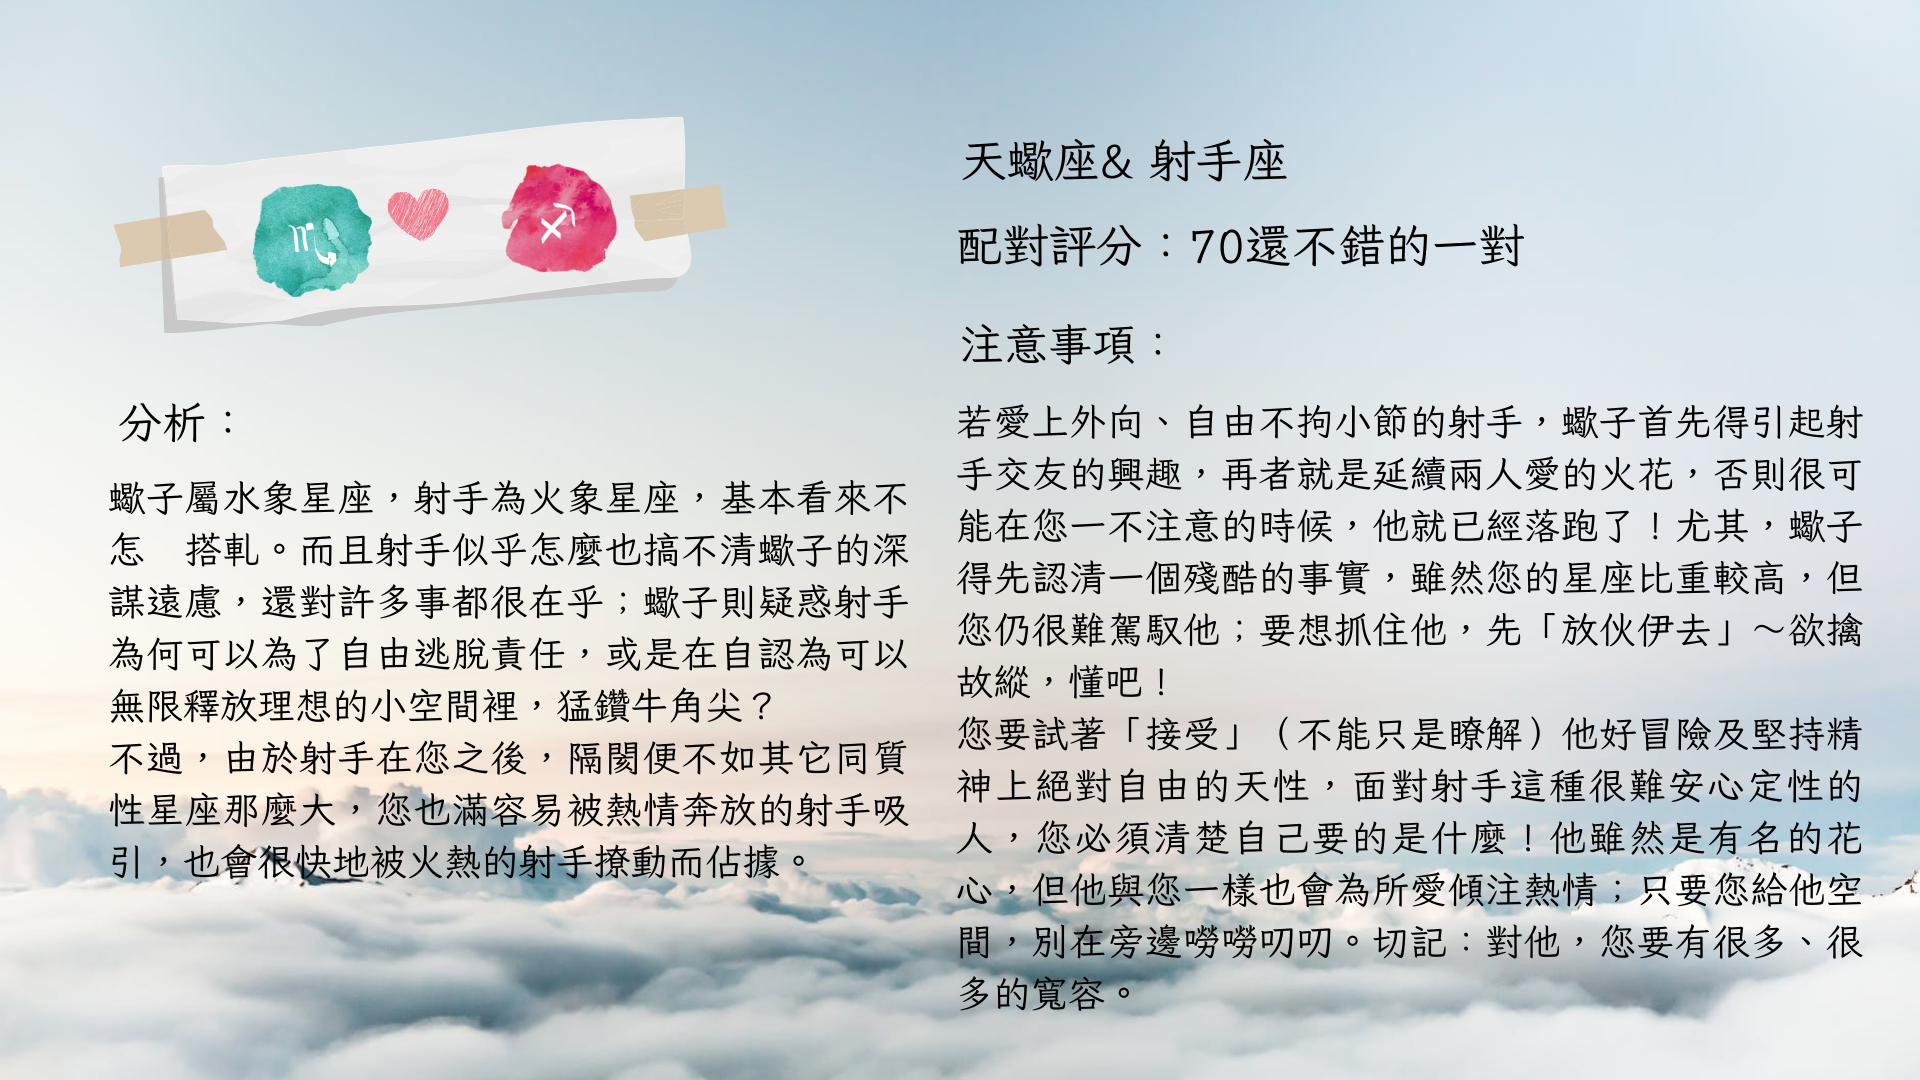 天蠍座& 射手座
配對評分：70還不錯的一對
分析：
蠍子屬水象星座，射手為火象星座，基本看來不
怎　搭軋。而且射手似乎怎麼也搞不清蠍子的深
謀遠慮，還對許多事都很在乎；蠍子則疑惑射手
為何可以為了自由逃脫責任，或是在自認為可以
無限釋放理想的小空間裡，猛鑽牛角尖？
不過，由於射手在您之後，隔閡便不如其它同質
性星座那麼大，您也滿容易被熱情奔放的射手吸
引，也會很快地被火熱的射手撩動而佔據。
注意事項：
若愛上外向、自由不拘小節的射手，蠍子首先得引起射
手交友的興趣，再者就是延續兩人愛的火花，否則很可
能在您一不注意的時候，他就已經落跑了！尤其，蠍子
得先認清一個殘酷的事實，雖然您的星座比重較高，但
您仍很難駕馭他；要想抓住他，先「放伙伊去」～欲擒
故縱，懂吧！
您要試著「接受」（不能只是瞭解）他好冒險及堅持精
神上絕對自由的天性，面對射手這種很難安心定性的
人，您必須清楚自己要的是什麼！他雖然是有名的花
心，但他與您一樣也會為所愛傾注熱情；只要您給他空
間，別在旁邊嘮嘮叨叨。切記：對他，您要有很多、很
多的寬容。